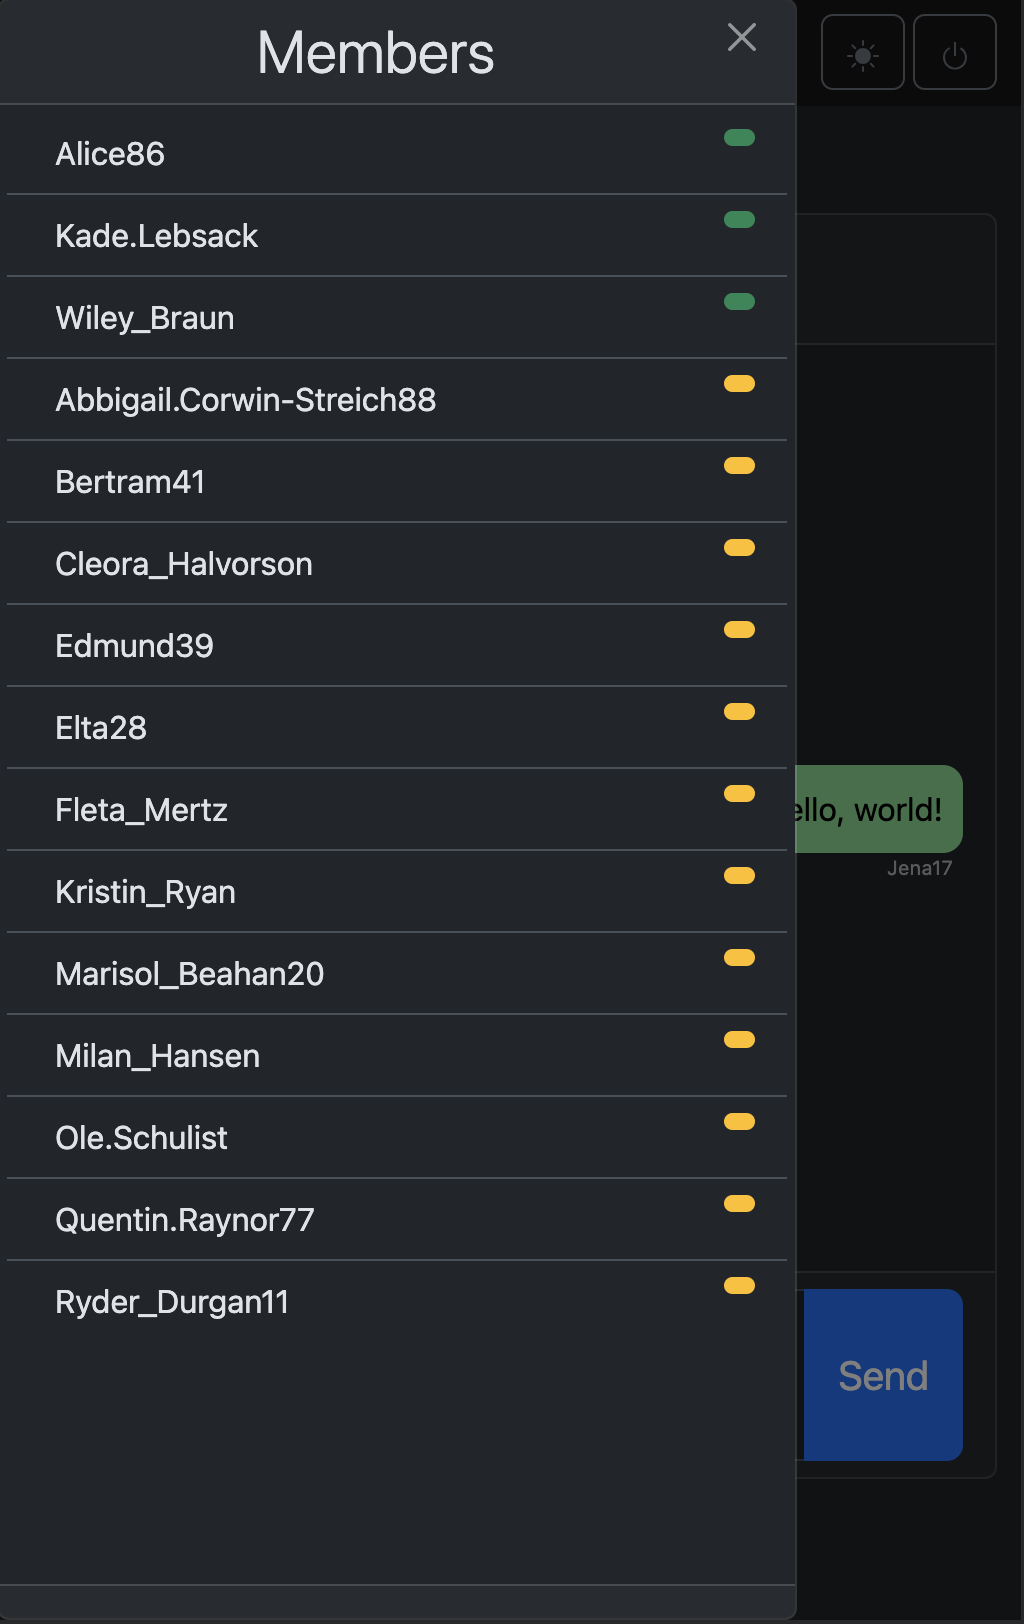 Members
Alice86
Kade.Lebsack
Wiley_Braun
Abbigail.Corwin-Streich88
Bertram41
Cleora_Halvorson
Edmund39
Elta28
Fleta_Mertz
ello, world!
Jena17
Kristin_Ryan
Marisol_Beahan20
Milan_Hansen
Ole.Schulist
Quentin.Raynor77
Ryder_Durgan11
Send